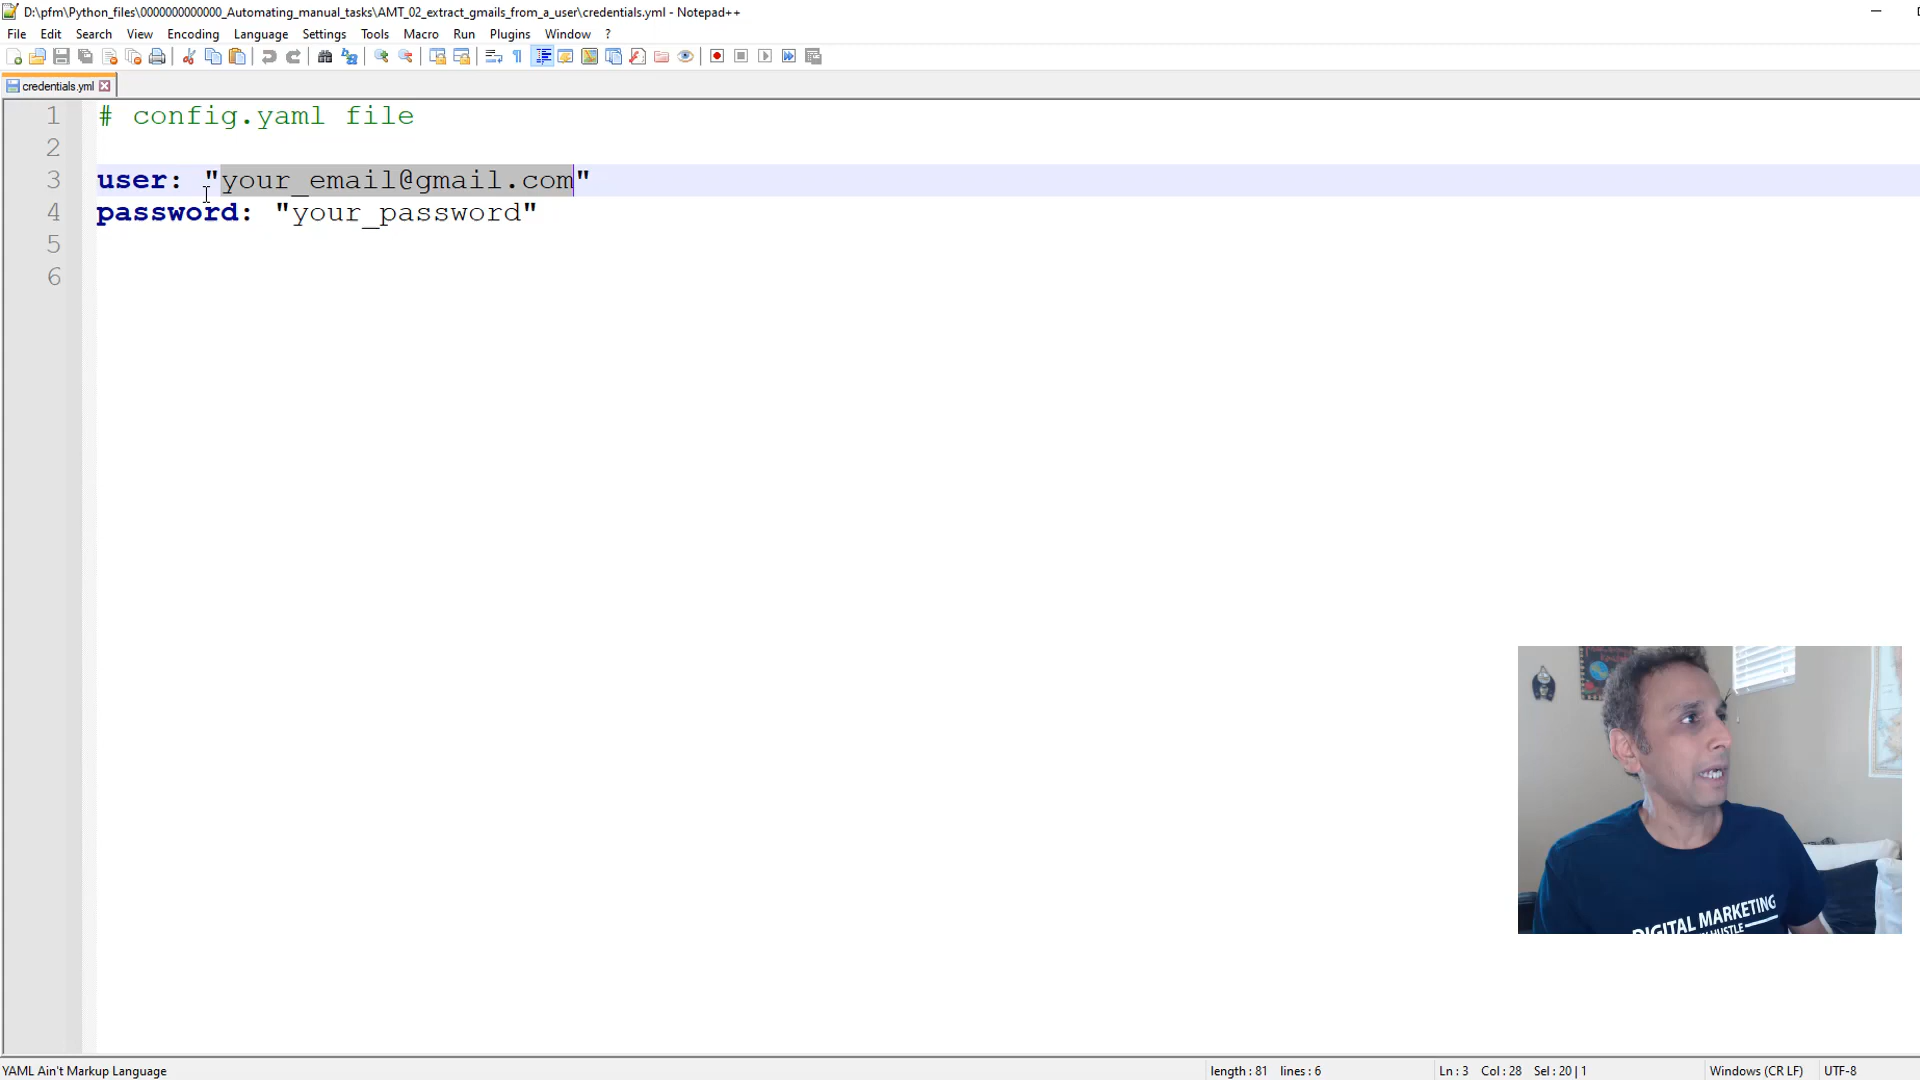 D:\pfm\Python_files\0000000000000_Automating_manual_tasks\AMT_02_extract_gmails_from_a_user\credentials.yml - Notepad++
File Edit Search View Encoding Language Settings Tools Macro Run Plugins Window ?
credentials.yml
1 # config.yaml file
2
3 user: "your_email@gmail.com"
4 password: "your_password"
5
6
DIGITAL MARKETING
HUSTLE
YAML Ain't Markup Language length : 81 lines : 6 Ln : 3 Col : 28 Sel : 20 | 1 Windows (CR LF) UTF-8